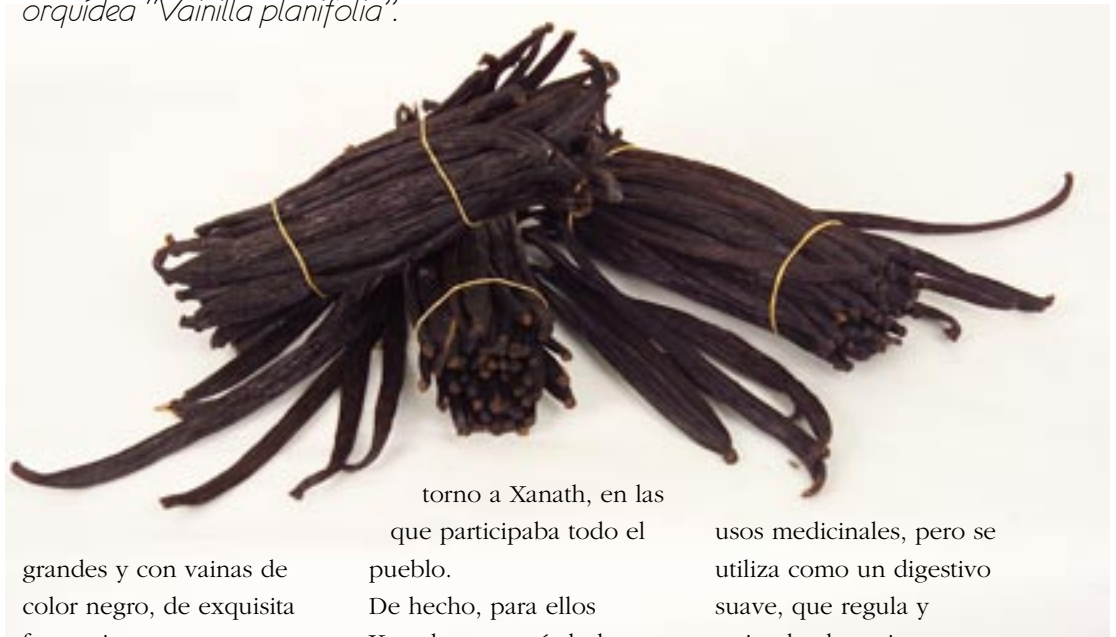 orquídea "Vainilla planifolia".
grandes y con vainas de
color negro, de exquisita
torno a Xanath, en las
que participaba todo el
pueblo.
De hecho, para ellos
usos medicinales, pero se
utiliza como un digestivo
suave, que regula y